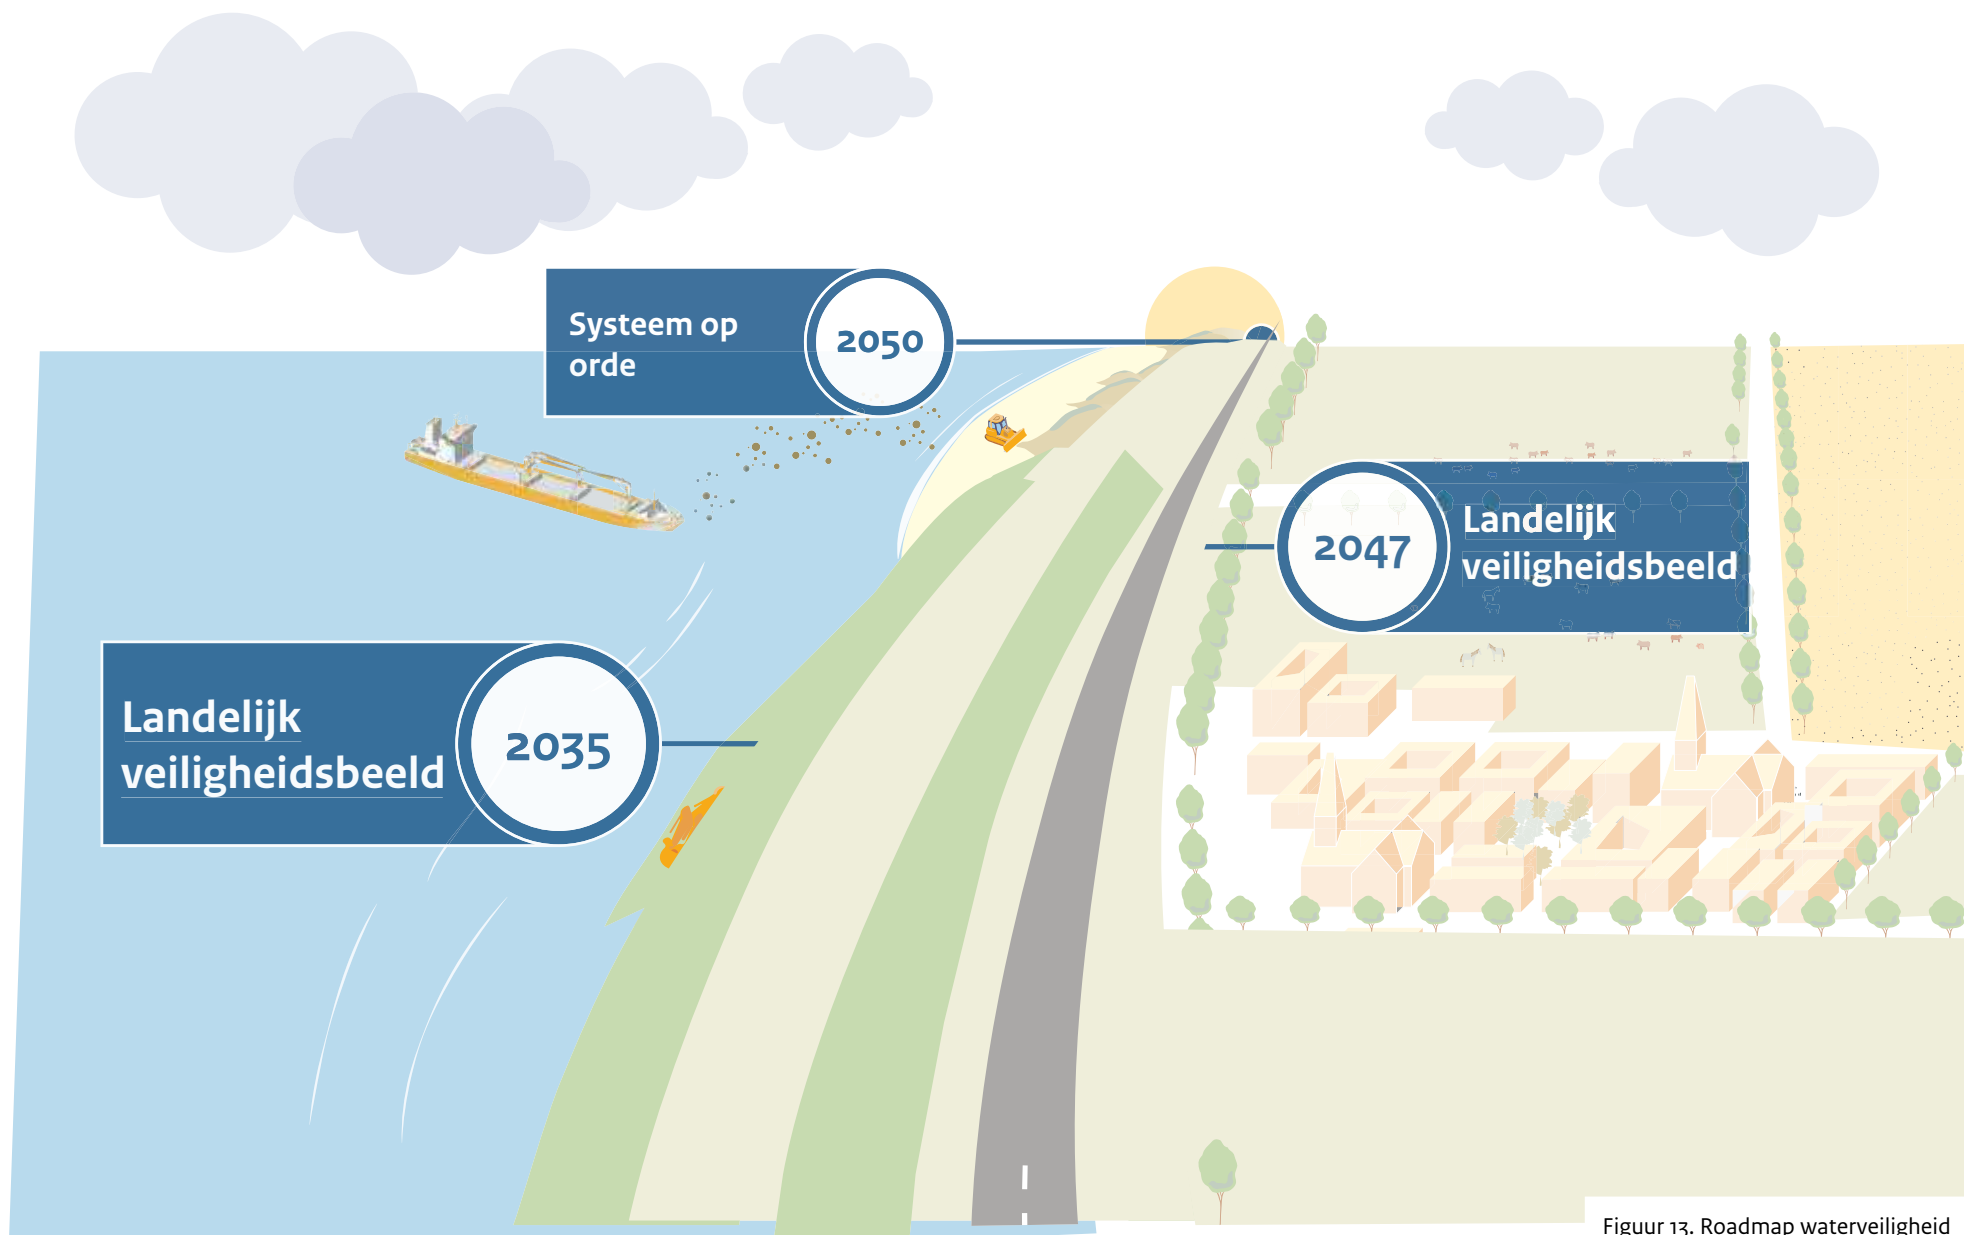 Systeem op
orde
2050
2047
Landelijk
veiligheidsbeeld
Landelijk
veiligheidsbeeld
2035
Figuur 13. Roadmap waterveiligheid